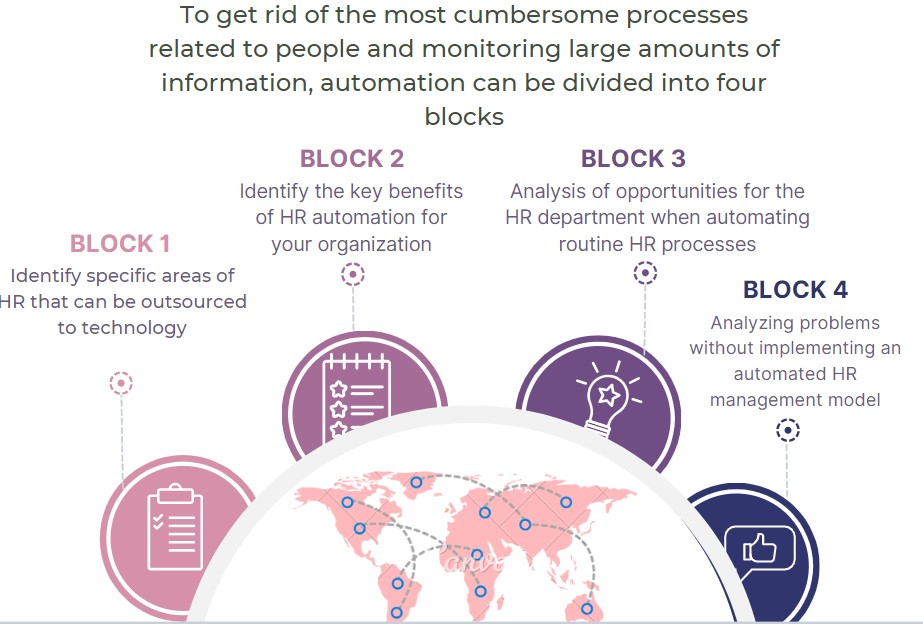 To get rid of the most cumbersome processes
related to people and monitoring large amounts of
information, automation can be divided into four
blocks
BLOCK 1
Identify specific areas of
HR that can be outsourced
to technology
BLOCK 2
Identify the key benefits
of HR automation for
your organization
BLOCK 3
Analysis of opportunities for the
HR department when automating
routine HR processes
BLOCK 4
Analyzing problems
without implementing an
automated HR
management model